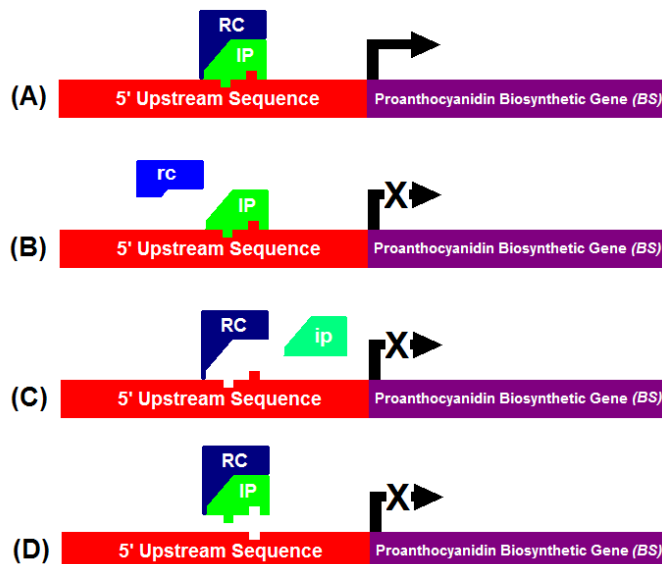 RC
IP
(A)
5' Upstream Sequence
Proanthocyanidin Biosynthetic Gene (BS)
rc
IP
X
(B)
5' Upstream Sequence
Proanthocyanidin Biosynthetic Gene (BS)
RC
ip
X
(C)
5' Upstream Sequence
Proanthocyanidin Biosynthetic Gene (BS)
RC
IP
X
(D)
5' Upstream Sequence
Proanthocyanidin Biosynthetic Gene (BS)